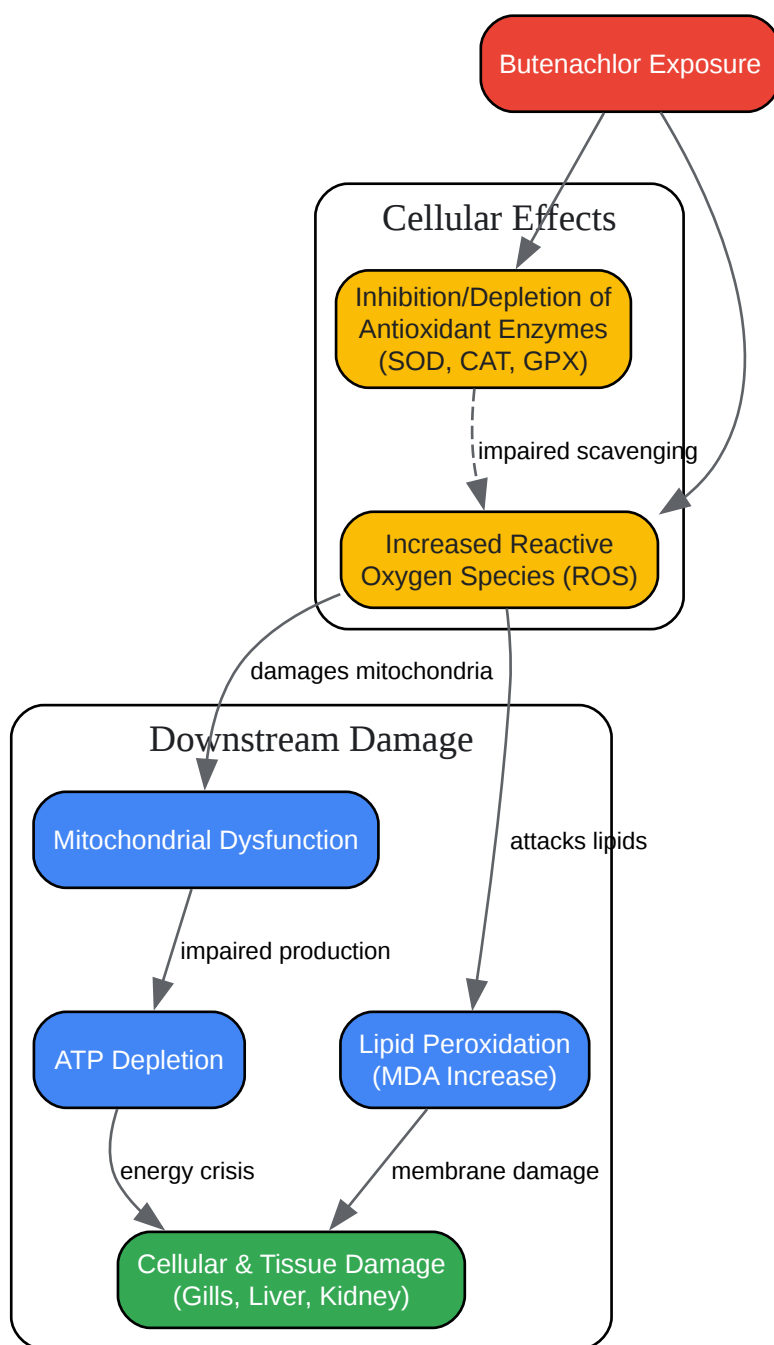 Butenachlor Exposure
Cellular Effects
Inhibition/Depletion of
Antioxidant Enzymes
(SOD, CAT, GPX)
impaired scavenging
Increased Reactive
Oxygen Species (ROS)
damages mitochondria
Downstream Damage
Mitochondrial Dysfunction
attacks lipids
impaired production
ATP Depletion
Lipid Peroxidation
(MDA Increase)
energy crisis
membrane damage
Cellular & Tissue Damage
(Gills, Liver, Kidney)